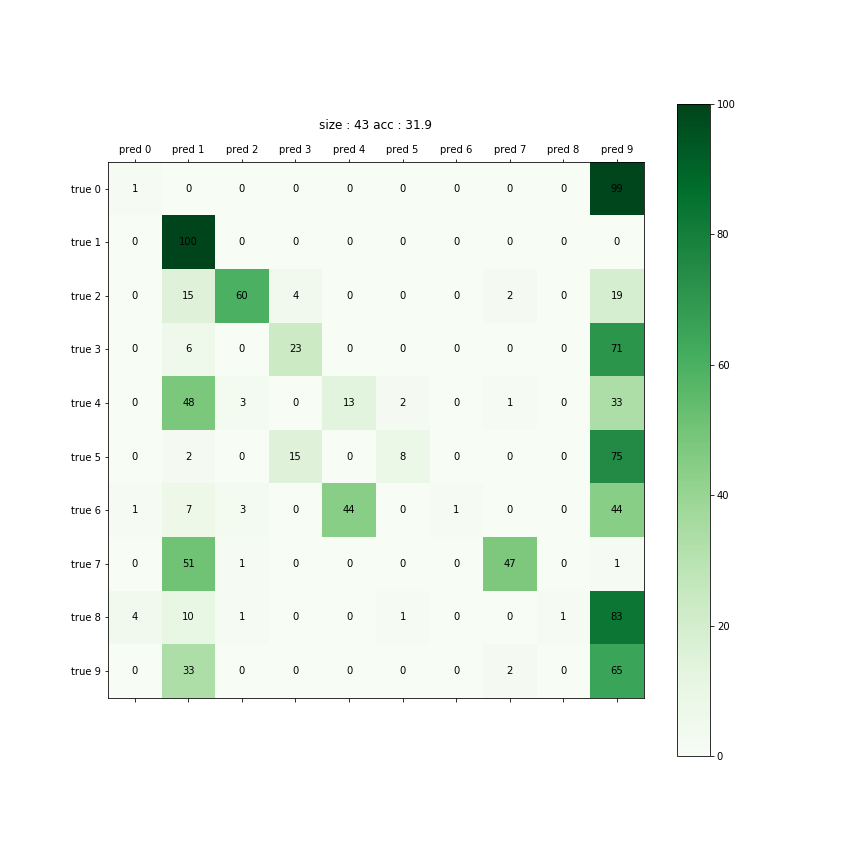 size : 43 acc : 31.9
pred 0 pred 1 pred 2 pred 3 pred 4 pred 5 pred 6 pred 7 pred 8 pred 9
true 0 1 0 0 0 0 0 0 0 0 99
true 1 0 100 0 0 0 0 0 0 0 0
true 2 0 15 60 4 0 0 0 2 0 19
true 3 0 6 0 23 0 0 0 0 0 71
true 4 0 48 3 0 13 2 0 1 0 33
true 5 0 2 0 15 0 8 0 0 0 75
true 6 1 7 3 0 44 0 1 0 0 44
true 7 0 51 1 0 0 0 0 47 0 1
true 8 4 10 1 0 0 1 0 0 1 83
true 9 0 33 0 0 0 0 0 2 0 65
100
80
60
40
20
0